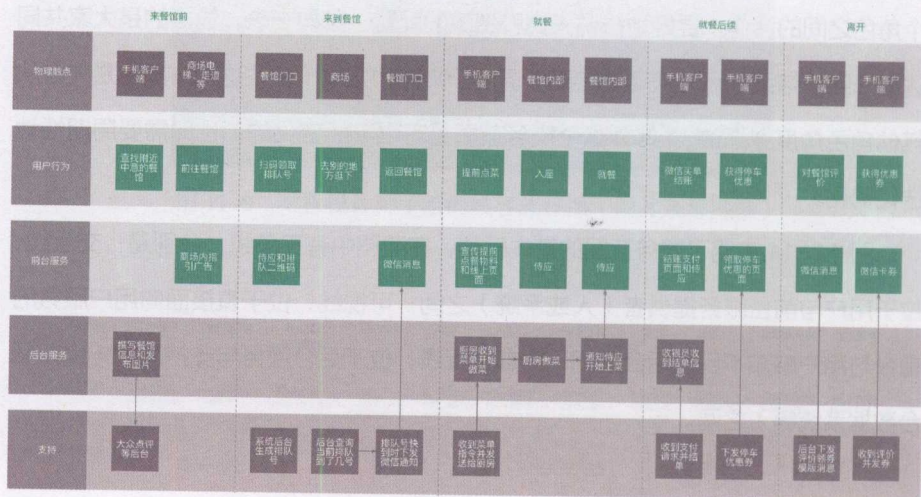 来餐馆前
来到餐馆
就餐
就餐后续
离开
物理触点
手机客户
端
商场电
梯、走道
等
餐馆门口
商场
餐馆门口
手机客户
端
餐馆内部
餐馆内部
手机客户
端
手机客户
端
手机客户
端
手机客户
端
用户行为
查找附近
中意的餐
馆
前往餐馆
扫码领取
排队号
去别的地
方逛下
返回餐馆
提前点菜
入座
就餐
微信买单
结账
获得停车
优惠
对餐馆评
价
获得优惠
券
前台服务
商场内指
引广告
侍应和排
队二维码
微信消息
宣传提前
点餐物料
和线上页
面
侍应
侍应
结账支付
页面和侍
应
领取停车
优惠的页
面
微信消息
微信卡券
后台服务
撰写餐馆
信息和发
布图片
厨房收到
菜单开始
做菜
厨房做菜
通知侍应
开始上菜
收银员收
到结单信
息
支持
大众点评
等后台
系统后台
生成排队
号
后台查询
当前排队
到了几号
排队号快
到时下发
微信通知
收到菜单
指令并发
送给厨房
收到支付
请求并结
单
下发停车
优惠券
后台下发
评价领券
模版消息
收到评价
并发券